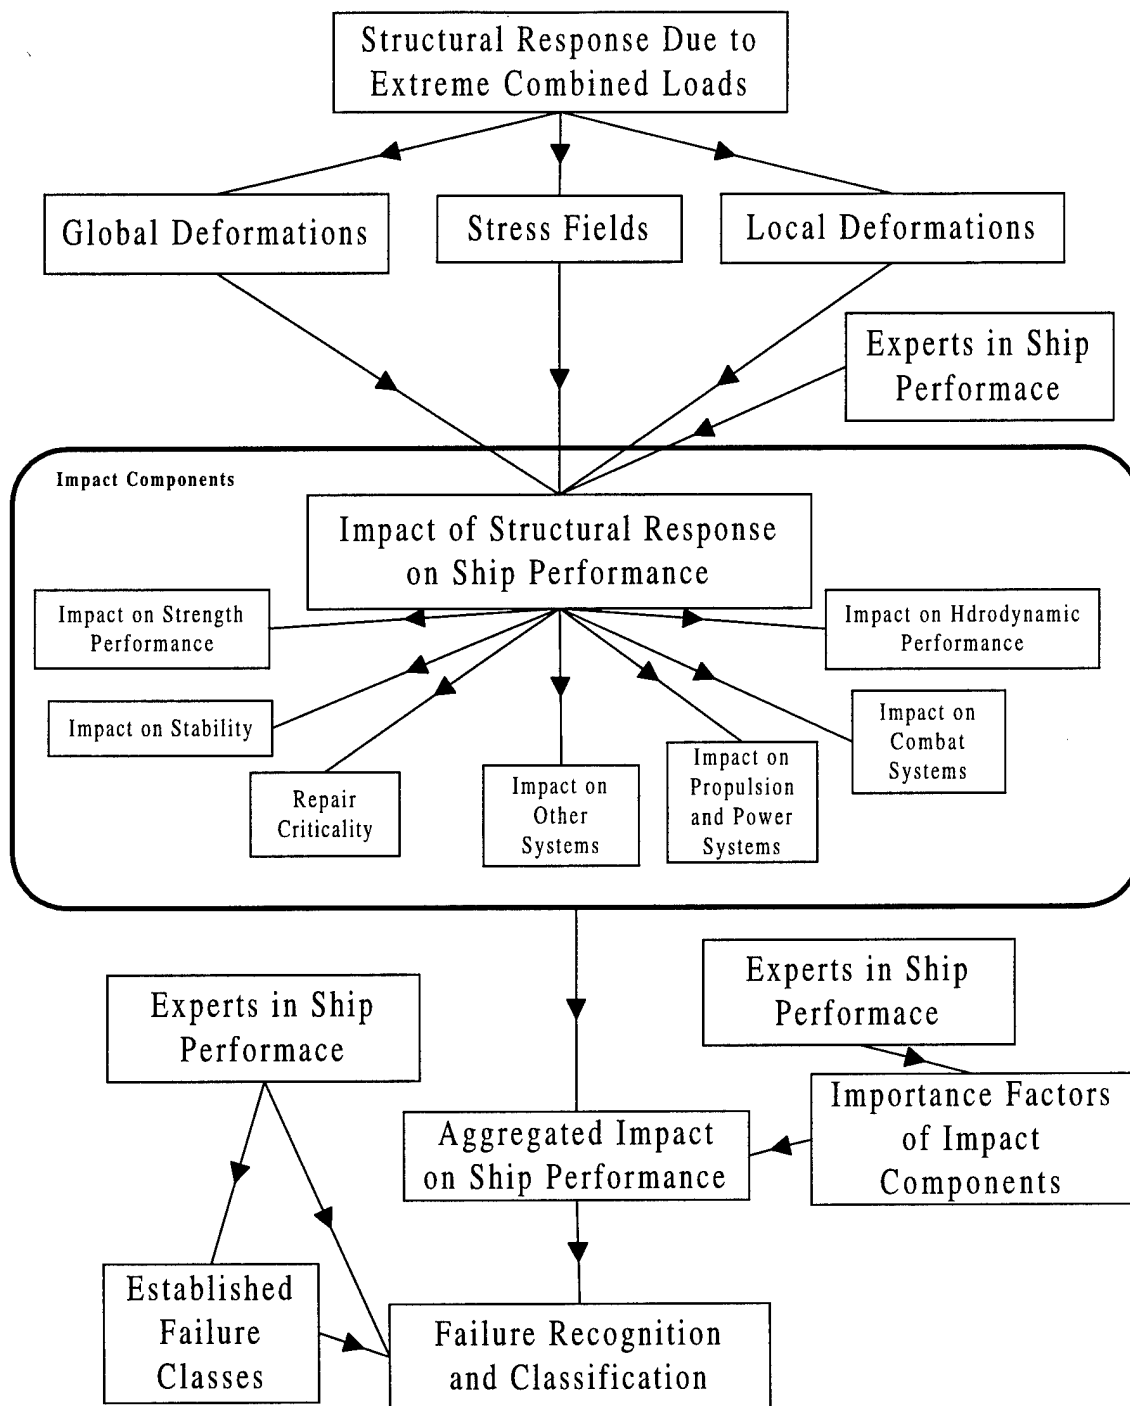 Structural Response Due to
Extreme Combined Loads
Global Deformations
Stress Fields
Local Deformations
Experts in Ship
Performace
Impact Components
Impact of Structural Response
on Ship Performance
Impact on Strength
Performance
Impact on Hdrodynamic
Performance
Impact on Stability
Impact on
Combat
Systems
Repair
Criticality
Impact on
Other
Systems
Impact on
Propulsion
and Power
Systems
Experts in Ship
Performace
Experts in Ship
Performace
Importance Factors
of Impact
Components
Aggregated Impact
on Ship Performance
Established
Failure
Classes
Failure Recognition
and Classification